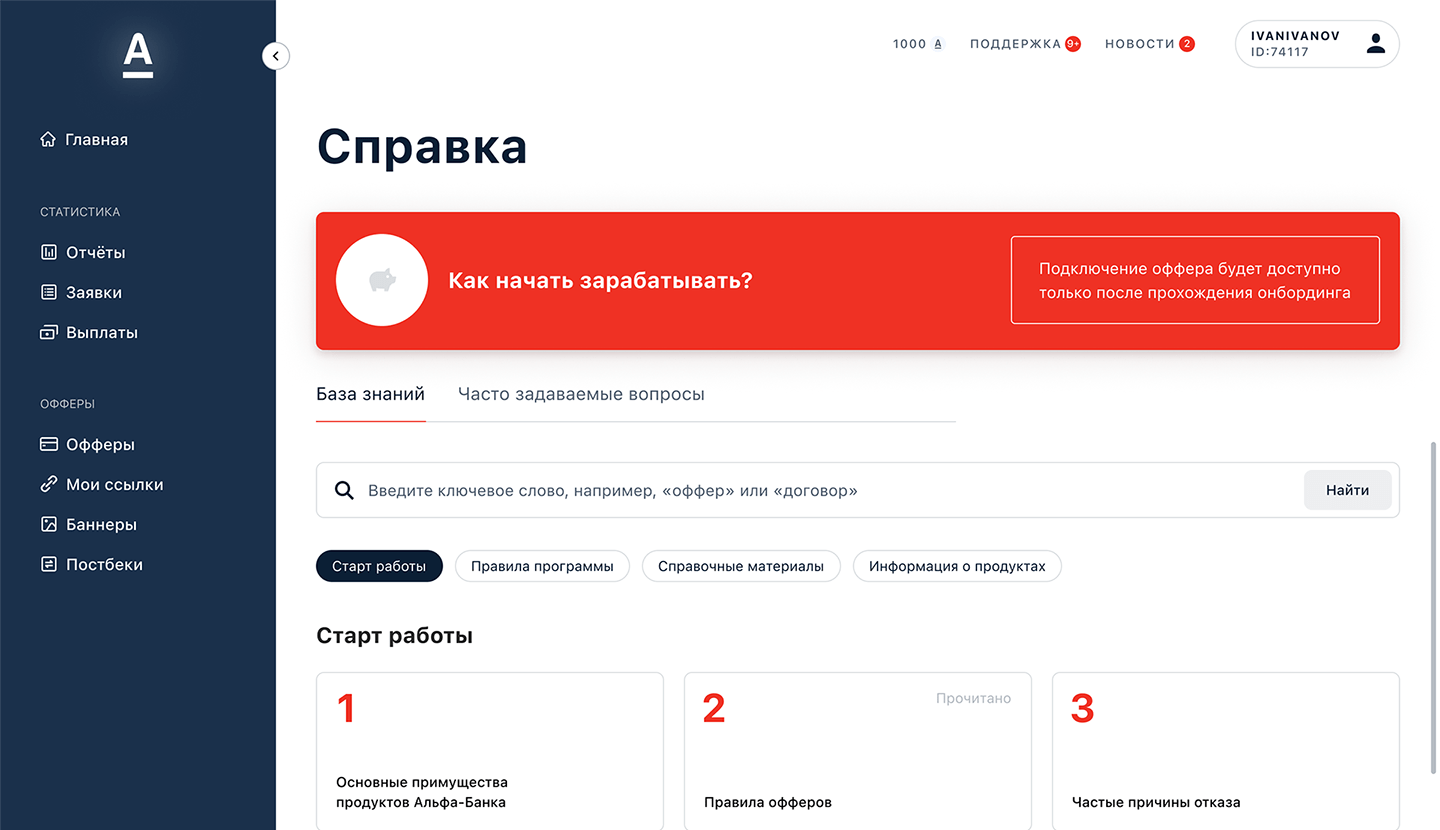 А
1000 А
ПОДДЕРЖКА 9+
НОВОСТИ 2
IVANIVANOV
ID:74117
Главная
СТАТИСТИКА
Отчёты
Заявки
Выплаты
ОФФЕРЫ
Офферы
Мои ссылки
Баннеры
Постбеки
Справка
Как начать зарабатывать?
Подключение оффера будет доступно
только после прохождения онбординга
База знаний
Часто задаваемые вопросы
Введите ключевое слово, например, «оффер» или «договор»
Найти
Старт работы
Правила программы
Справочные материалы
Информация о продуктах
Старт работы
1
Основные примущества
продуктов Альфа-Банка
2
Прочитано
Правила офферов
3
Частые причины отказа